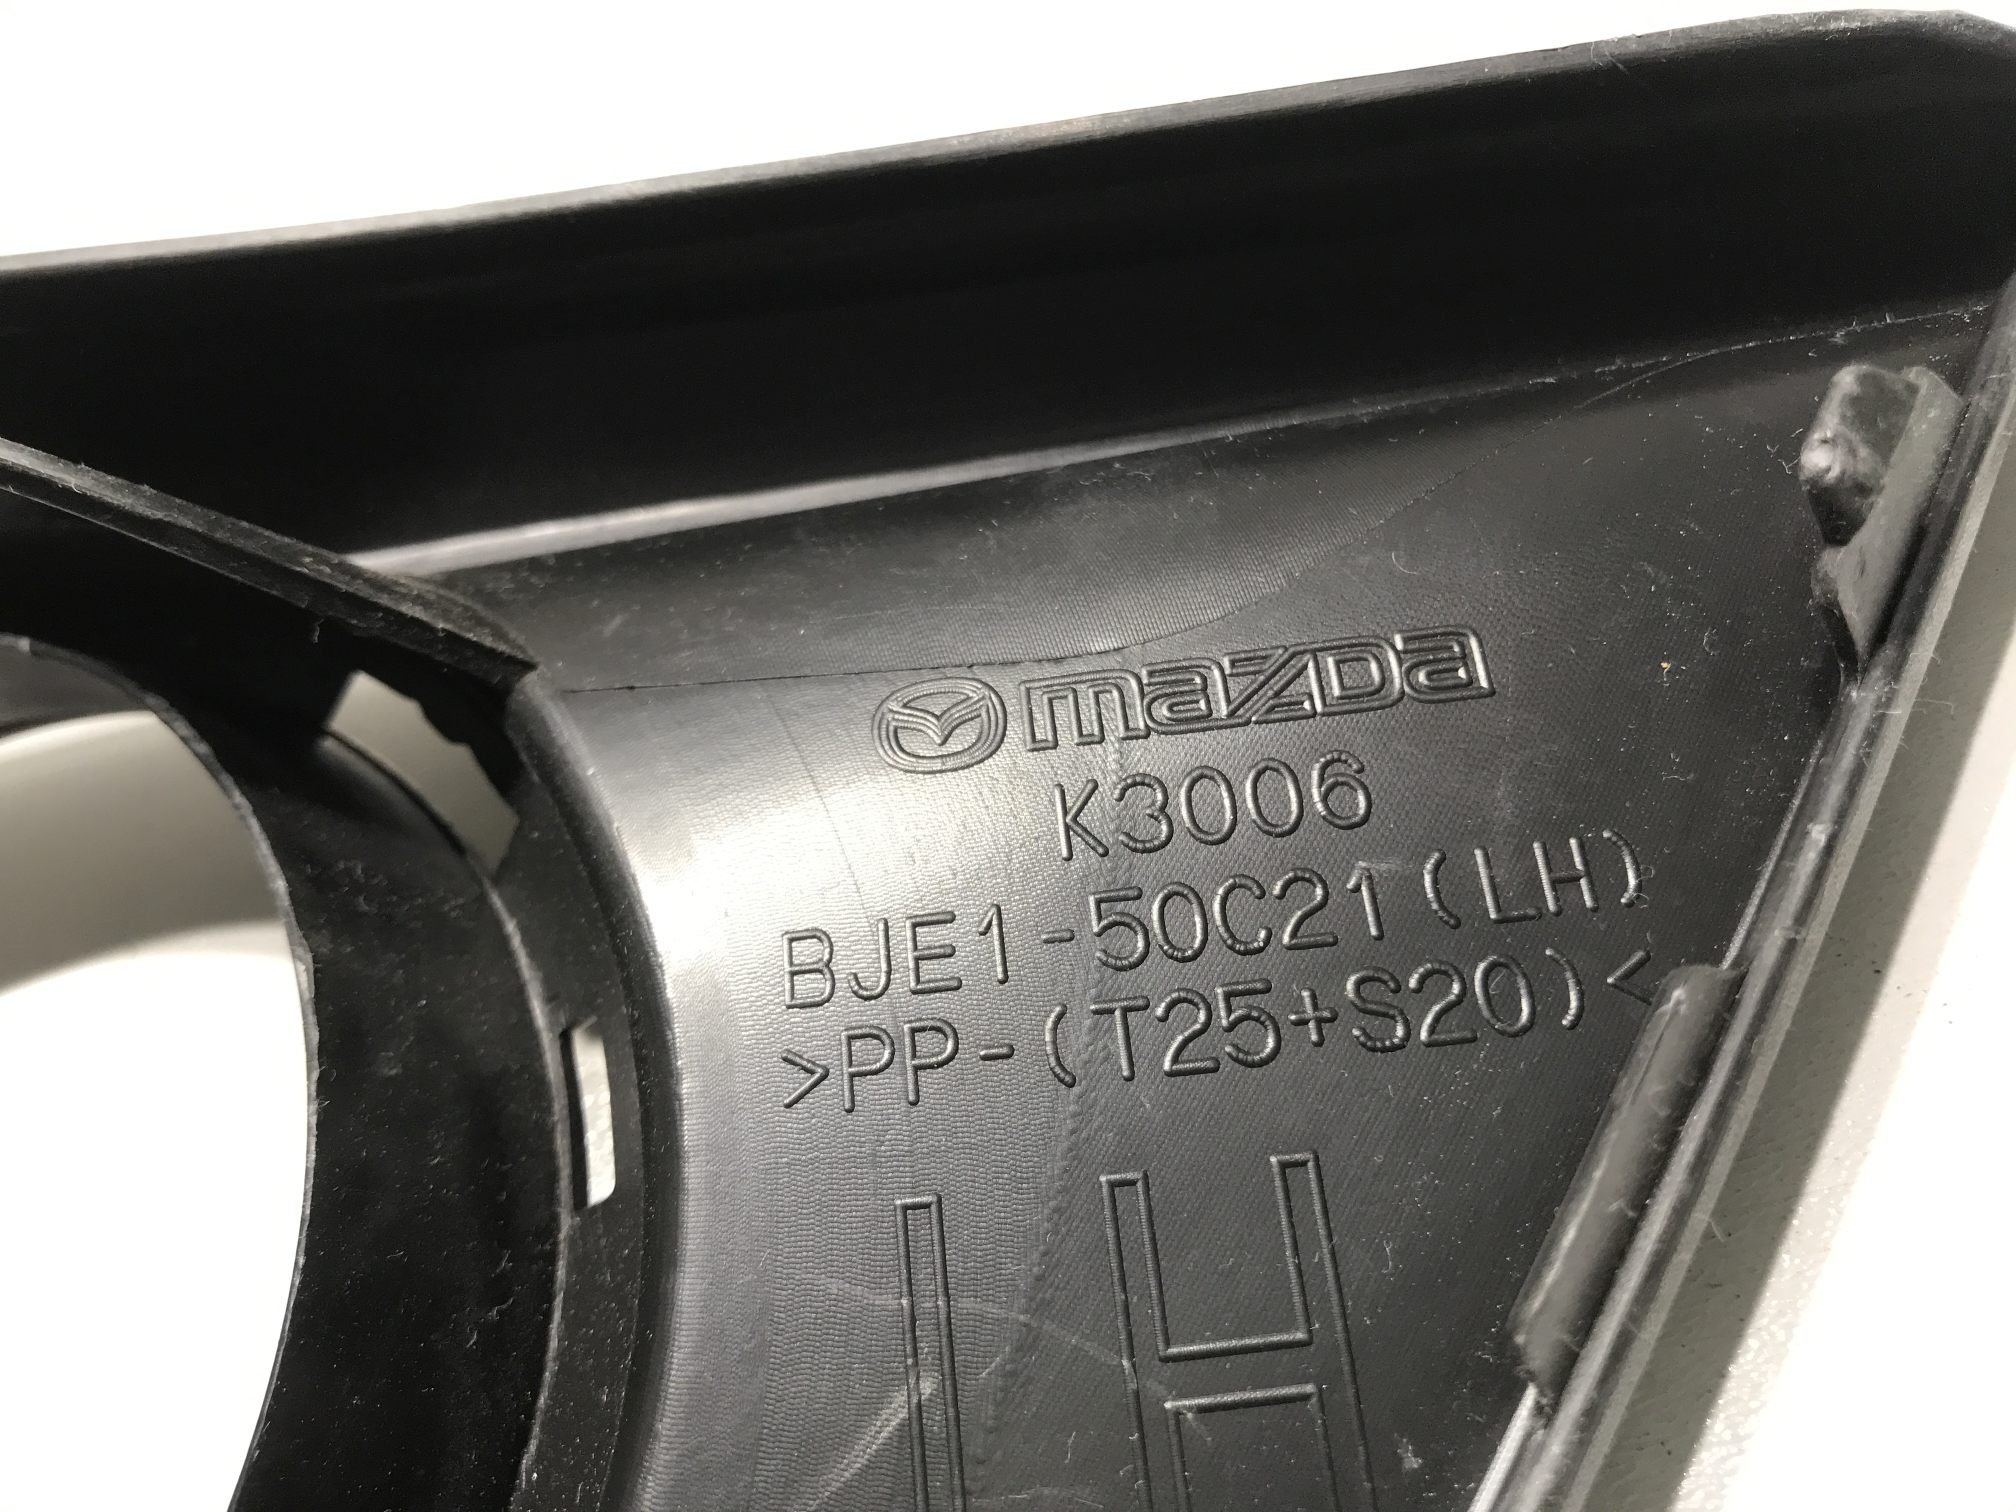 mazda
K3006
BJE1-50C21(LH)
>PP-(T25+S20)<
LH